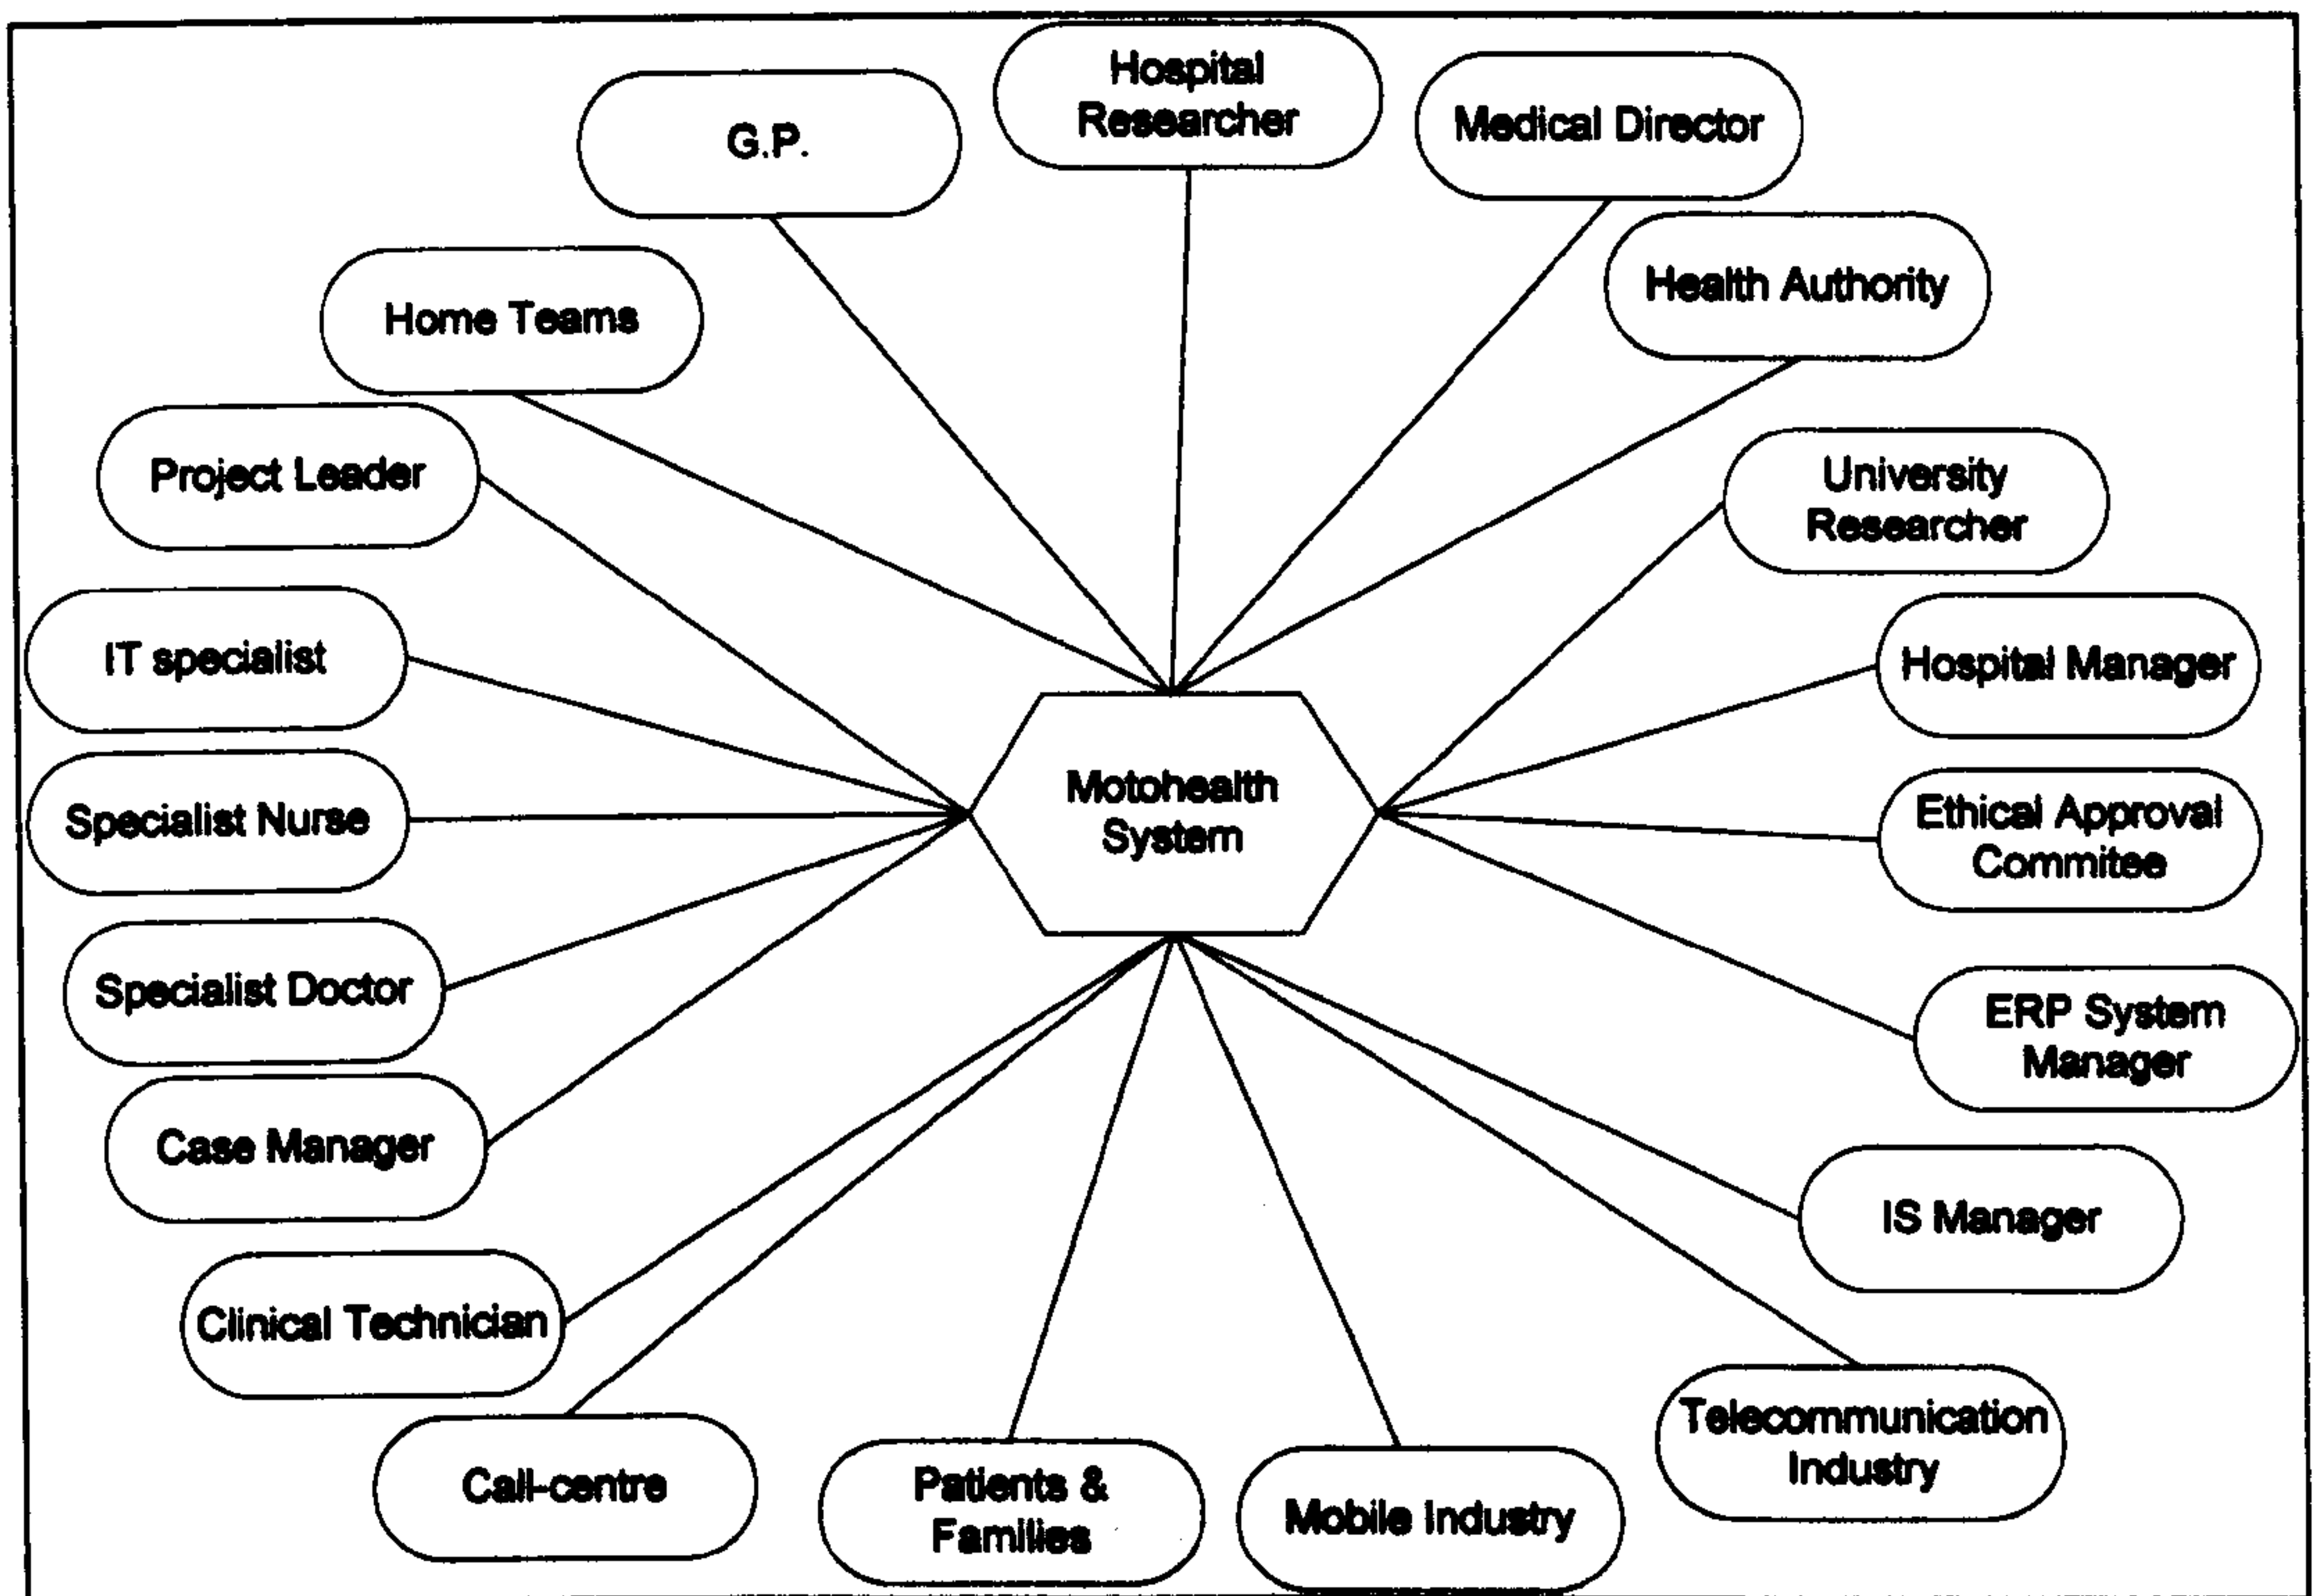 Hospital
Researcher
G.P.
Medical Director
Health Authority
Home Teams
Project Leader
University
Researcher
IT specialist
Hospital Manager
Specialist Nurse
Motohealth
System
Ethical Approval
Commitee
Specialist Doctor
ERP System
Manager
Case Manager
IS Manager
Clinical Technician
Telecommunication
Industry
Call-centre
Patients &
Families
Mobile Industry